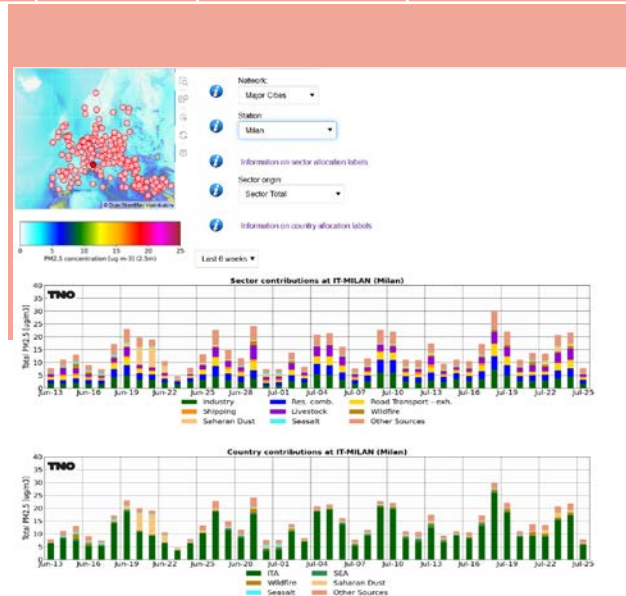 Network:
Major Cities
Station:
Milan
Information on sector allocation labels
Sector origin:
Sector Total
Information on country allocation labels
© OpenStreetMap contributors
0 5 10 15 20 25
PM2.5 concentration [ug m-3] (2.5m)
Last 6 weeks
Sector contributions at IT-MILAN (Milan)
TNO
Total PM2.5 [ug/m3]
40
35
30
25
20
15
10
5
0
Jun-13 Jun-16 Jun-19 Jun-22 Jun-25 Jun-28 Jul-01 Jul-04 Jul-07 Jul-10 Jul-13 Jul-16 Jul-19 Jul-22 Jul-25
Industry Res. comb. Road Transport - exh.
Shipping Livestock Wildfire
Saharan Dust Seasalt Other Sources
Country contributions at IT-MILAN (Milan)
TNO
Total PM2.5 [ug/m3]
40
35
30
25
20
15
10
5
0
Jun-13 Jun-16 Jun-19 Jun-22 Jun-25 Jun-28 Jul-01 Jul-04 Jul-07 Jul-10 Jul-13 Jul-16 Jul-19 Jul-22 Jul-25
ITA SEA
Wildfire Saharan Dust
Seasalt Other Sources